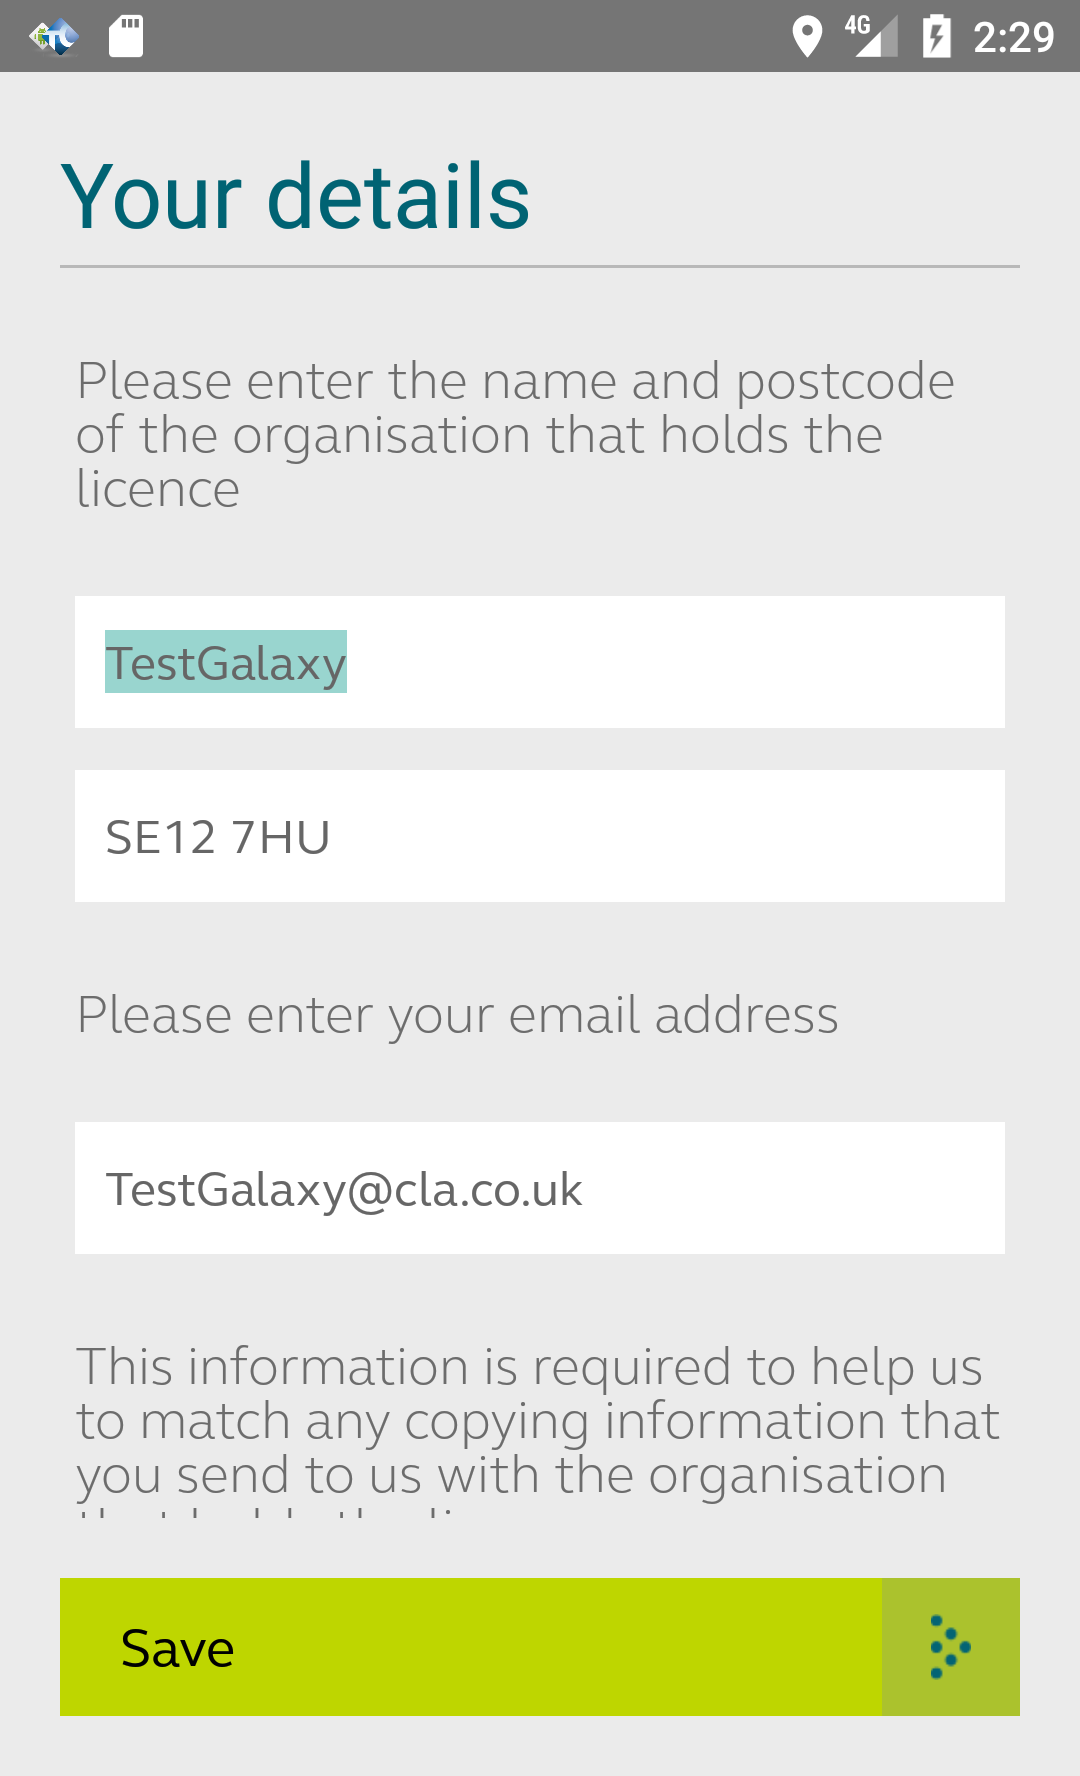 4G 2:29
Your details
Please enter the name and postcode
of the organisation that holds the
licence
TestGalaxy
SE12 7HU
Please enter your email address
TestGalaxy@cla.co.uk
This information is required to help us
to match any copying information that
you send to us with the organisation
Save